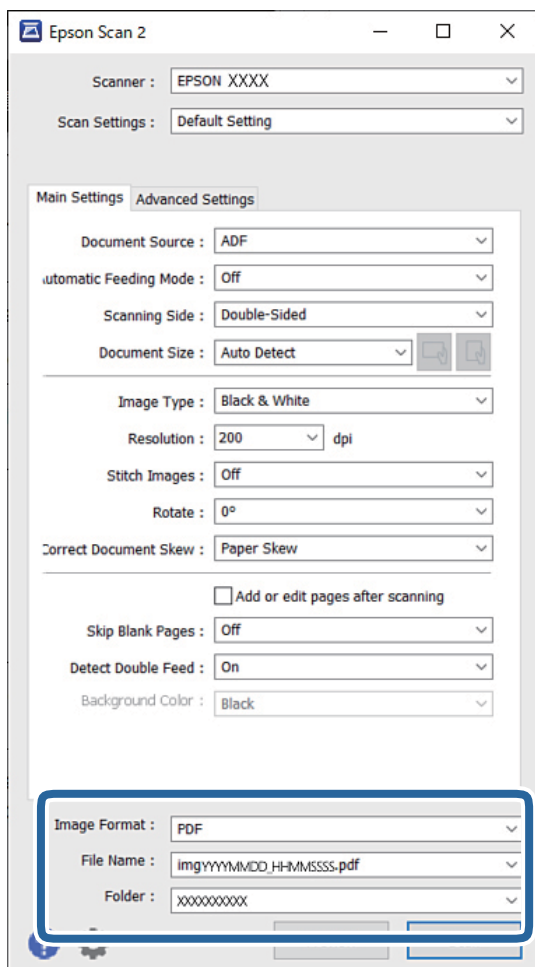 Epson Scan 2
Scanner : EPSON XXXX
Scan Settings : Default Setting
Main Settings Advanced Settings
Document Source : ADF
utomatic Feeding Mode : Off
Scanning Side : Double-Sided
Document Size : Auto Detect
Image Type : Black & White
Resolution : 200 dpi
Stitch Images : Off
Rotate : 0°
Correct Document Skew : Paper Skew
Add or edit pages after scanning
Skip Blank Pages : Off
Detect Double Feed : On
Background Color : Black
Image Format : PDF
File Name : imgYYYYMMDD_HHMMSSSS.pdf
Folder : XXXXXXXXXX